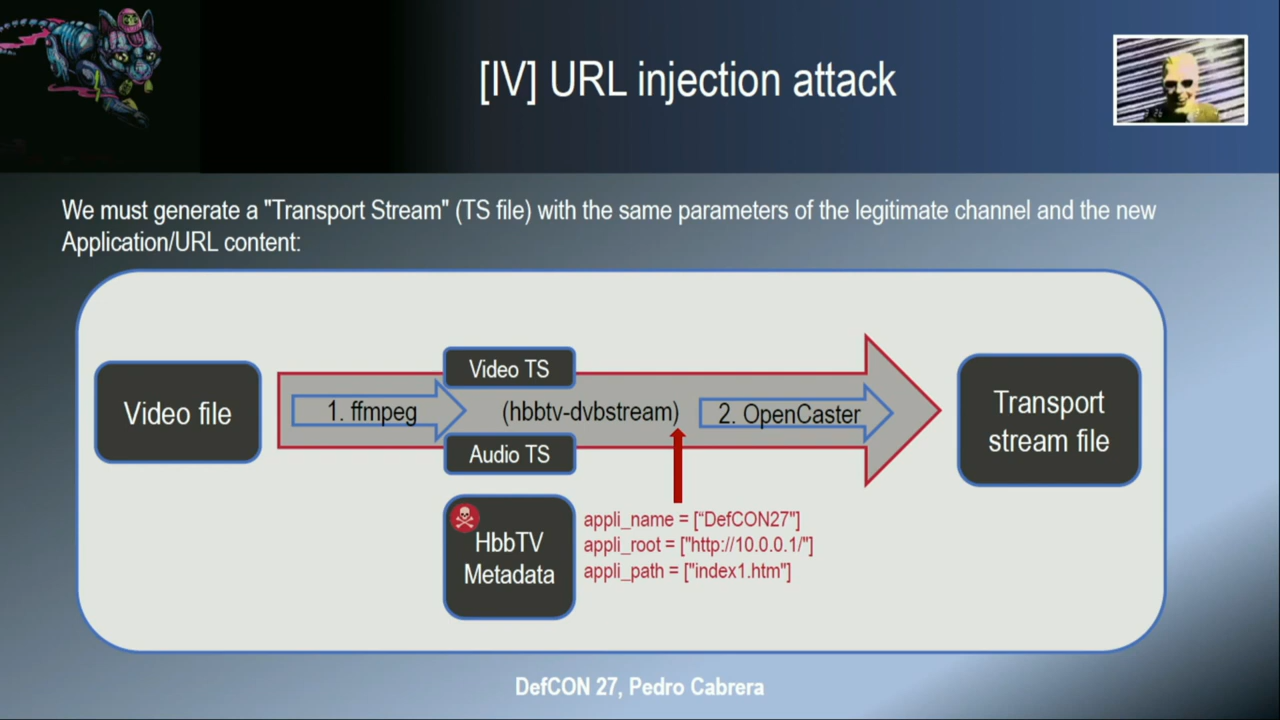 [IV] URL injection attack
We must generate a "Transport Stream" (TS file) with the same parameters of the legitimate channel and the new
Application/URL content:
Video file
1. ffmpeg
Video TS
(hbbtv-dvbstream)
Audio TS
2. OpenCaster
Transport
stream file
HbbTV
Metadata
appli_name = [“DefCON27"]
appli_root = ["http://10.0.0.1/"]
appli_path = ["index1.htm"]
DefCON 27, Pedro Cabrera